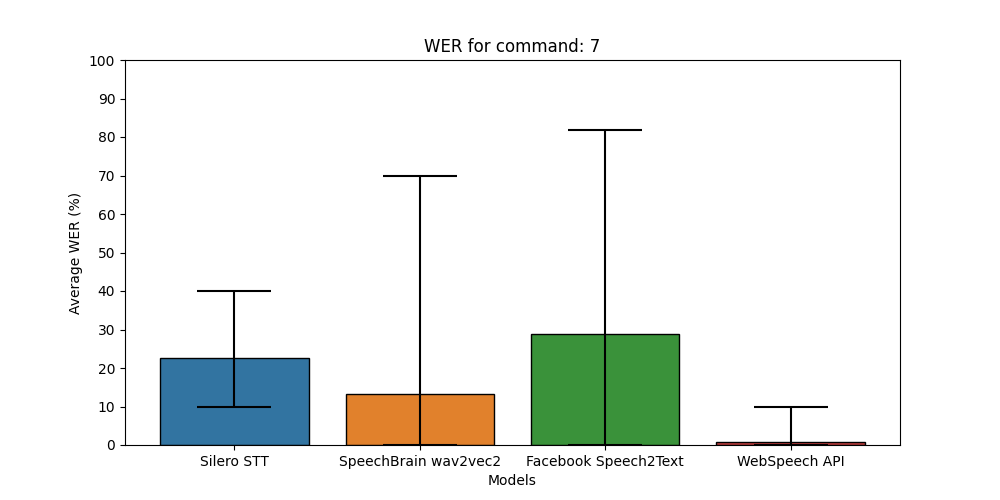 WER for command: 7
100
90
80
70
60
50
40
30
20
10
0
Average WER (%)
Silero STT
SpeechBrain wav2vec2
Facebook Speech2Text
WebSpeech API
Models